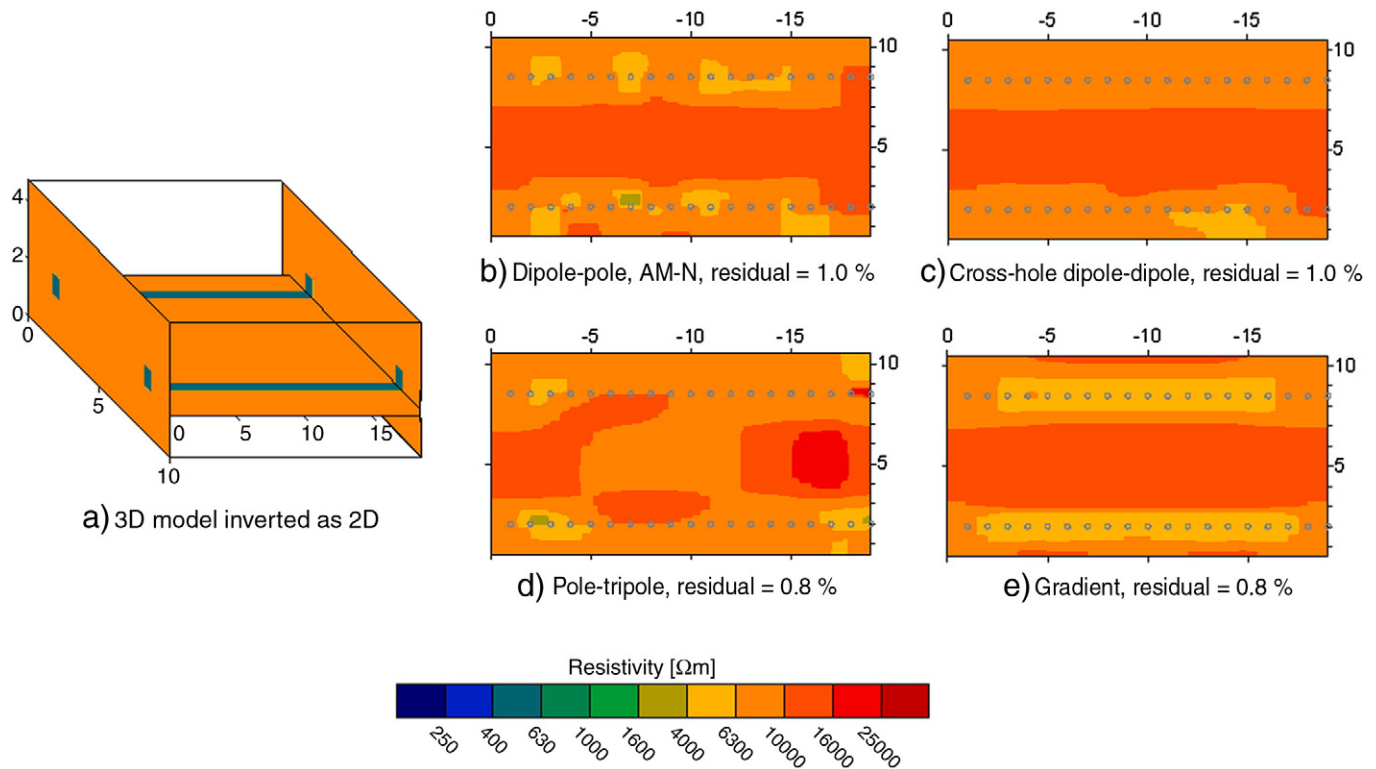 0 -5 -10 -15
10
5
b) Dipole-pole, AM-N, residual = 1.0 %
0 -5 -10 -15
10
5
c) Cross-hole dipole-dipole, residual = 1.0 %
4
2
0
0
5
10
0 5 10 15
a) 3D model inverted as 2D
0 -5 -10 -15
10
5
d) Pole-tripole, residual = 0.8 %
0 -5 -10 -15
10
5
e) Gradient, residual = 0.8 %
Resistivity [Ωm]
250 400 630 1000 1600 4000 6300 10000 16000 25000